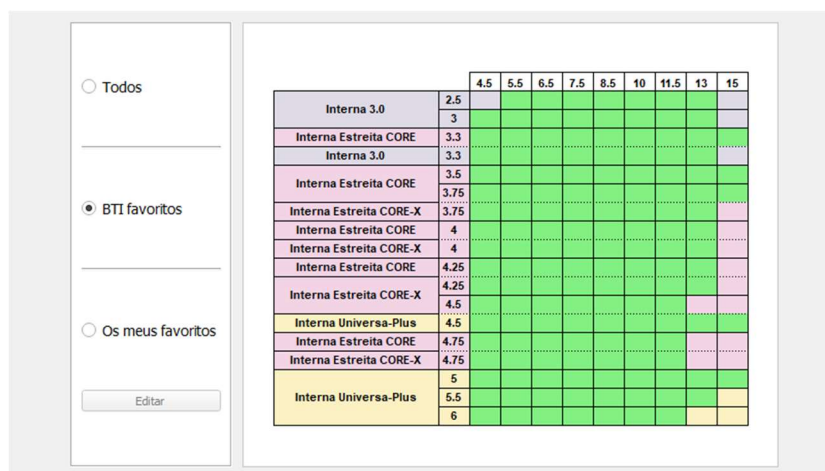 Todos
BTI favoritos
Os meus favoritos
Editar
4.5 5.5 6.5 7.5 8.5 10 11.5 13 15
Interna 3.0 2.5
3
Interna Estreita CORE 3.3
Interna 3.0 3.3
Interna Estreita CORE 3.5
3.75
Interna Estreita CORE-X 3.75
Interna Estreita CORE 4
Interna Estreita CORE-X 4
Interna Estreita CORE 4.25
Interna Estreita CORE-X 4.25
4.5
Interna Universa-Plus 4.5
Interna Estreita CORE 4.75
Interna Estreita CORE-X 4.75
Interna Universa-Plus 5
5.5
6